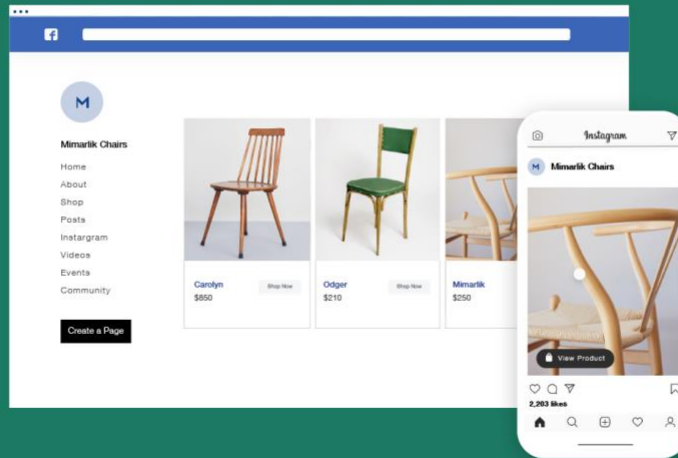 f
M
Mimarlik Chairs
Home
About
Shop
Posts
Instargram
Videos
Events
Community
Create a Page
Carolyn
$850
Shop Now
Odger
$210
Shop Now
Mimarlik
$250
Instagram
M Mimarlik Chairs
View Product
2,203 likes